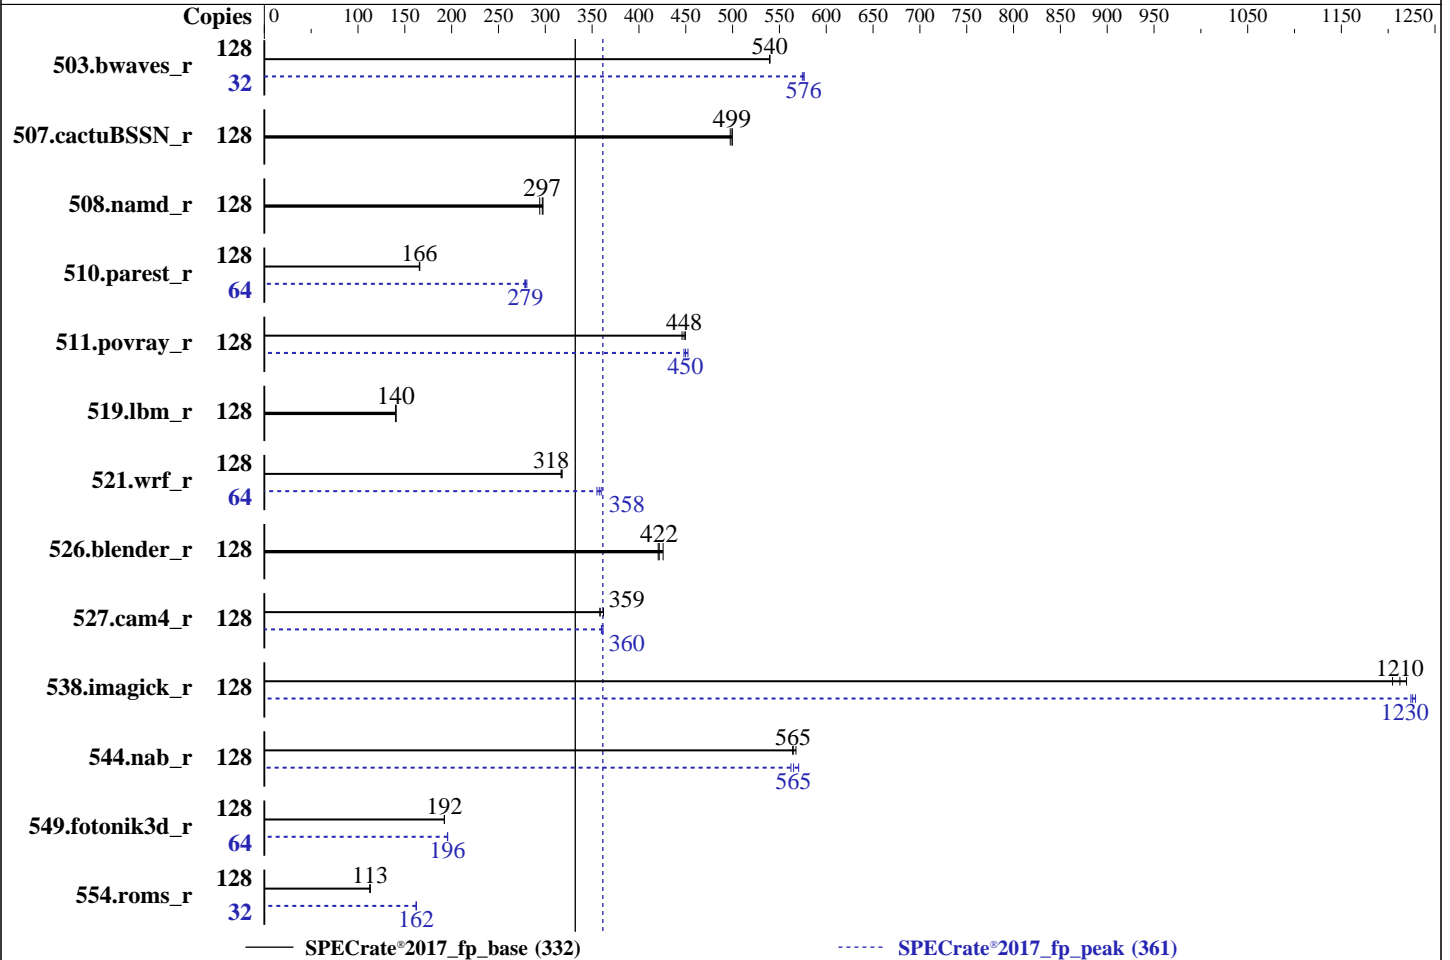 Copies 0 100 150 200 250 300 350 400 450 500 550 600 650 700 750 800 850 900 950 1050 1150 1250
503.bwaves_r 128 540
32 576
507.cactuBSSN_r 128 499
508.namd_r 128 297
510.parest_r 128 166
64 279
511.povray_r 128 448
450
519.lbm_r 128 140
521.wrf_r 128 318
64 358
526.blender_r 128 422
527.cam4_r 128 359
360
538.imagick_r 128 1210
1230
544.nab_r 128 565
565
549.fotonik3d_r 128 192
64 196
554.roms_r 128 113
32 162
SPECrate®2017_fp_base (332) SPECrate®2017_fp_peak (361)